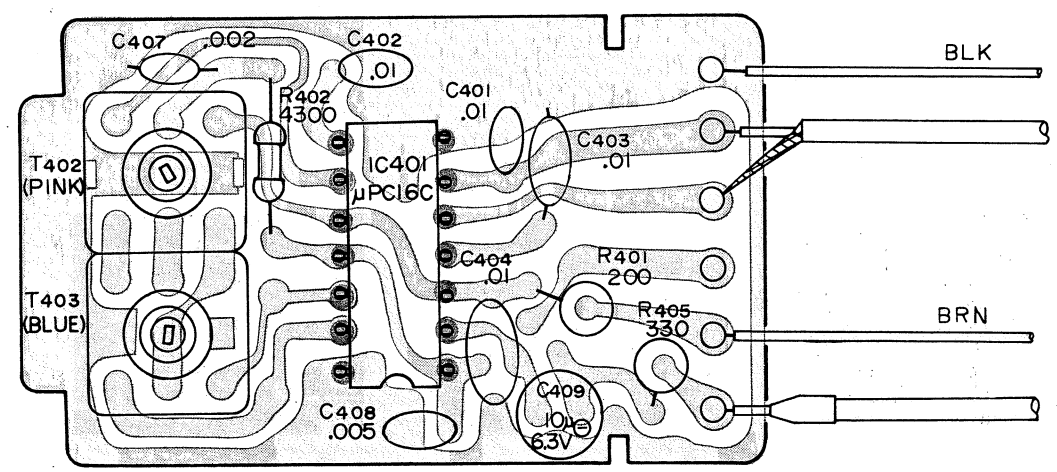 C407 .002 C402
.01
R402
4300
C401
.01
BLK
C403
.01
T402
(PINK)
IC401
μPC16C
C404
.01
R401
200
T403
(BLUE)
R405
330
BRN
C409
10μ
6.3V
C408
.005